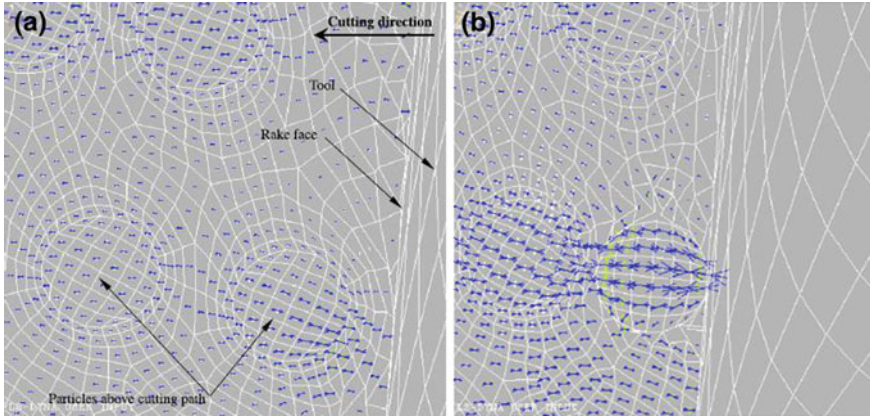 (a)
Cutting direction
Tool
Rake face
Particles above cutting path
(b)